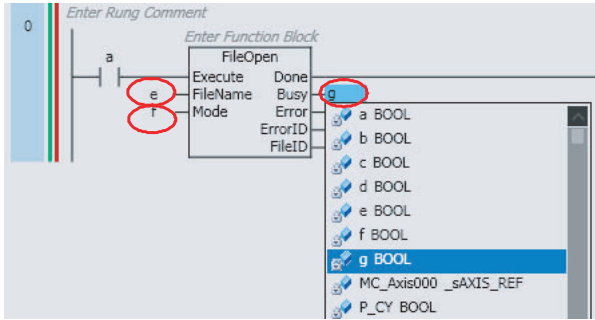 Enter Rung Comment
0
Enter Function Block
a
FileOpen
Execute Done
e FileName Busy g
f Mode Error
ErrorID
FileID
a BOOL
b BOOL
c BOOL
d BOOL
e BOOL
f BOOL
g BOOL
MC_Axis000 _sAXIS_REF
P_CY BOOL